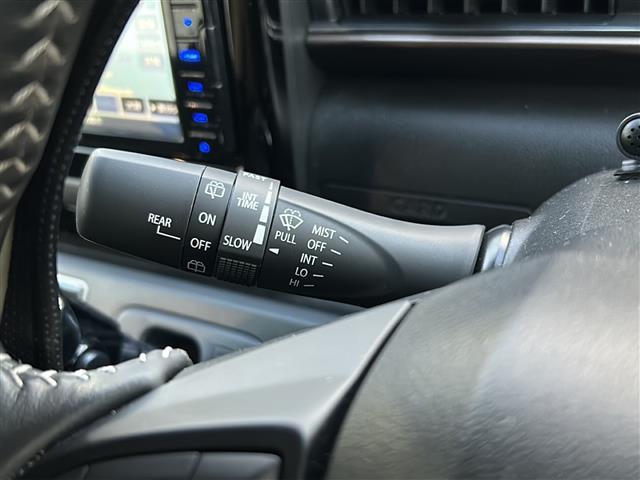 REAR
ON
OFF
FAST
INT
TIME
SLOW
PULL
MIST
OFF
INT
LO
HI